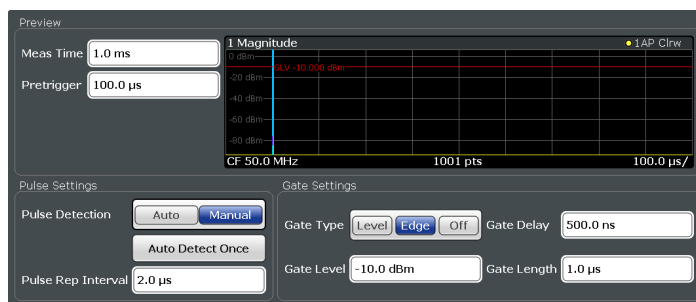 Preview
Meas Time 1.0 ms
Pretrigger 100.0 µs
1 Magnitude 1AP Clrw
0 dBm
GLV -10.000 dBm
-20 dBm
-40 dBm
-60 dBm
-80 dBm
CF 50.0 MHz 1001 pts 100.0 µs/
Pulse Settings
Pulse Detection Auto Manual
Auto Detect Once
Pulse Rep Interval 2.0 µs
Gate Settings
Gate Type Level Edge Off Gate Delay 500.0 ns
Gate Level -10.0 dBm Gate Length 1.0 µs